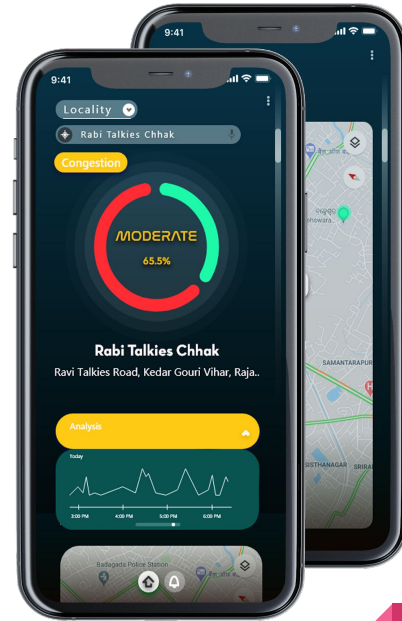 9:41
Locality
Rabi Talkies Chhak
Congestion
MODERATE
65.5%
Rabi Talkies Chhak
Ravi Talkies Road, Kedar Gouri Vihar, Raja..
Analysis
Today
3:00 PM 4:00 PM 5:00 PM 6:00 PM
Badagada Police Station
9:41
SAMANTARAPUR